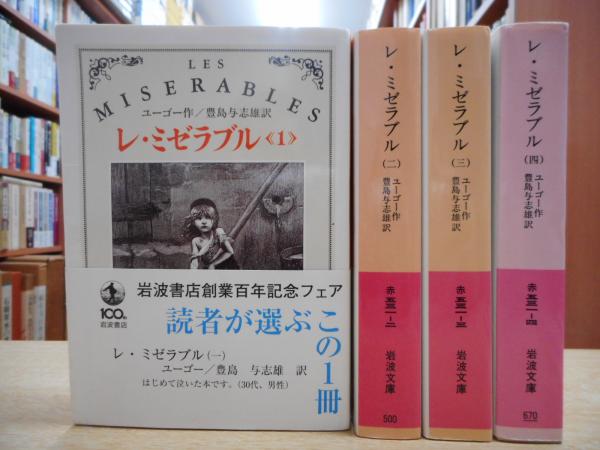 LES
MISERABLES
ユーゴー作／豊島与志雄訳
レ・ミゼラブル《1》
岩波書店創業百年記念フェア
読者が選ぶこの1冊
100
岩波書店
レ・ミゼラブル(一)
ユーゴー／豊島 与志雄 訳
はじめて泣いた本です。(30代、男性)
レ・ミゼラブル(二)
ユーゴー作
豊島与志雄訳
赤五三一-二
岩波文庫
500
レ・ミゼラブル(三)
ユーゴー作
豊島与志雄訳
赤五三一-三
岩波文庫
レ・ミゼラブル(四)
ユーゴー作
豊島与志雄訳
赤五三一-四
岩波文庫
670